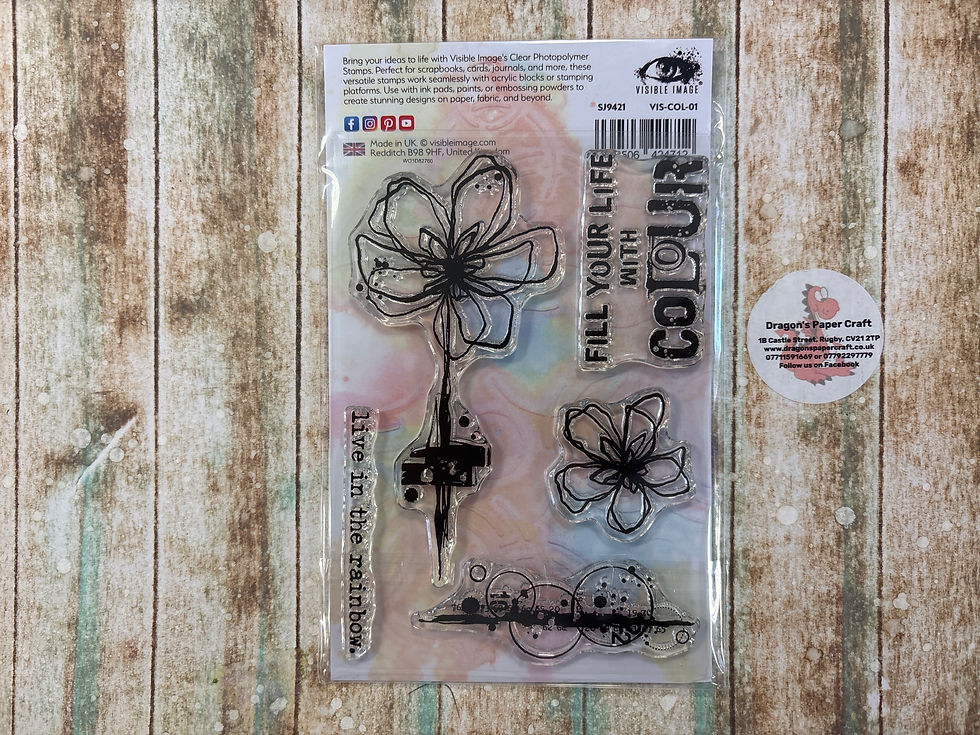 Bring your ideas to life with Visible Image's Clear Photopolymer
Stamps. Perfect for scrapbooks, cards, journals, and more, these
versatile stamps work seamlessly with acrylic blocks or stamping
platforms. Use with ink pads, paints, or embossing powders to
create stunning designs on paper, fabric, and beyond.
VISIBLE IMAGE
SJ9421 VIS-COL-01
Made in UK. © visibleimage.com
Redditch B98 9HF, United Kingdom
FILL YOUR LIFE
WITH
COLOUR
live in the rainbow.
Dragon's Paper Craft
1B Castle Street, Rugby, CV21 2TP
www.dragonspapercraft.co.uk
07711591669 or 07792297779
Follow us on Facebook